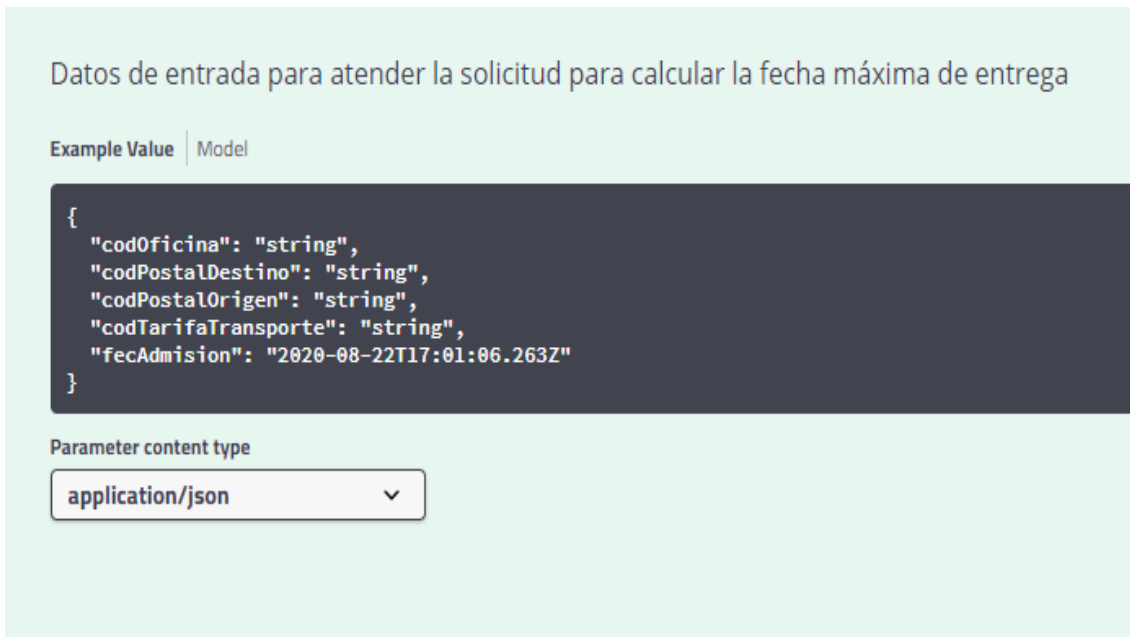 Datos de entrada para atender la solicitud para calcular la fecha máxima de entrega
Example Value Model
{
"codOficina": "string",
"codPostalDestino": "string",
"codPostalOrigen": "string",
"codTarifaTransporte": "string",
"fecAdmision": "2020-08-22T17:01:06.263Z"
}
Parameter content type
application/json